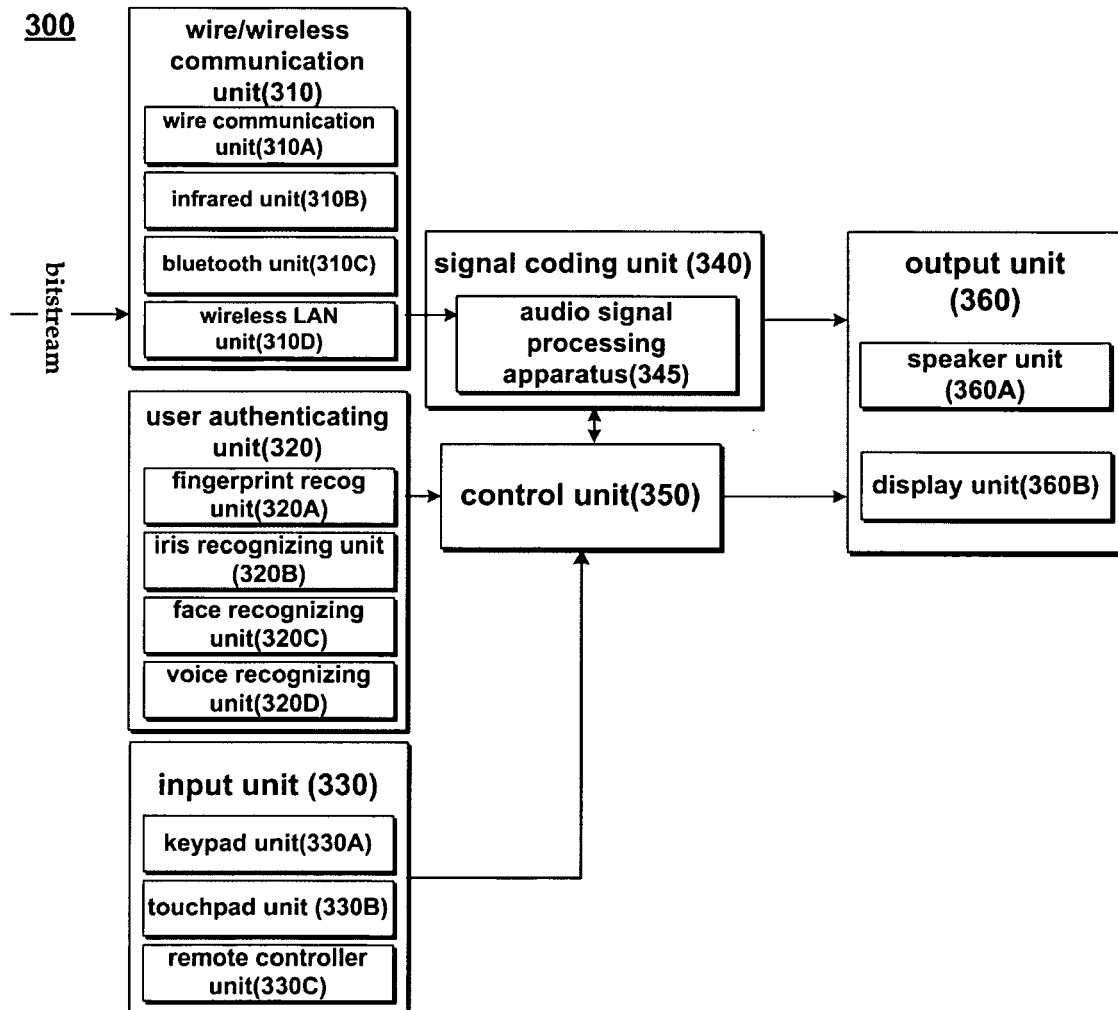 300
wire/wireless
communication
unit(310)
wire communication
unit(310A)
infrared unit(310B)
bluetooth unit(310C)
wireless LAN
unit(310D)
bitstream
user authenticating
unit(320)
fingerprint recog
unit(320A)
iris recognizing unit
(320B)
face recognizing
unit(320C)
voice recognizing
unit(320D)
input unit (330)
keypad unit(330A)
touchpad unit (330B)
remote controller
unit(330C)
signal coding unit (340)
audio signal
processing
apparatus(345)
control unit(350)
output unit
(360)
speaker unit
(360A)
display unit(360B)